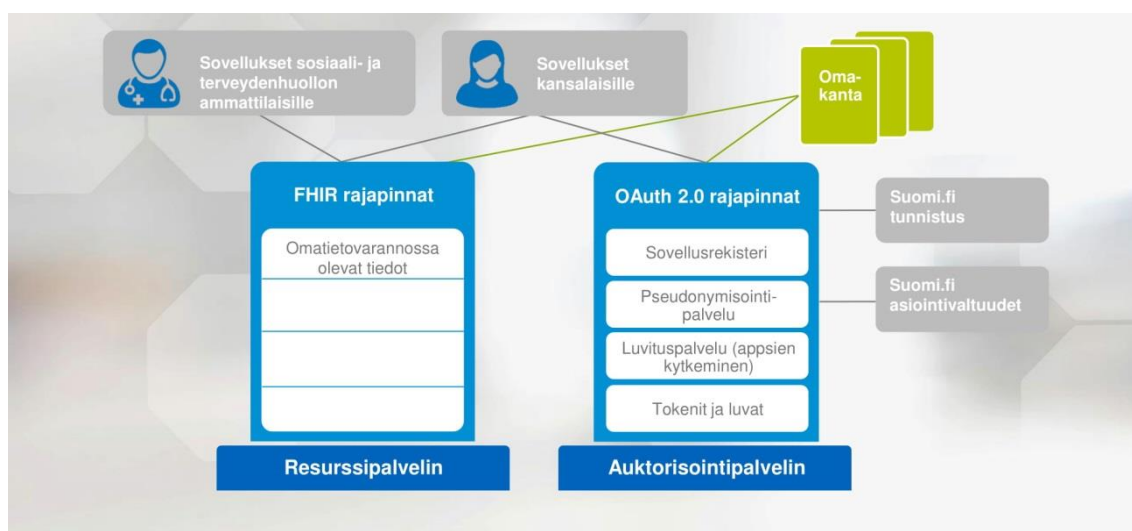 Sovellukset sosiaali- ja
terveydenhuollon
ammattilaisille
Sovellukset
kansalaisille
Oma-
kanta
FHIR rajapinnat
Omatietovarannossa
olevat tiedot
Resurssipalvelin
OAuth 2.0 rajapinnat
Sovellusrekisteri
Pseudonymisointi-
palvelu
Luvituspalvelu (appsien
kytkeminen)
Tokenit ja luvat
Auktorisointipalvelin
Suomi.fi
tunnistus
Suomi.fi
asiointivaltuudet